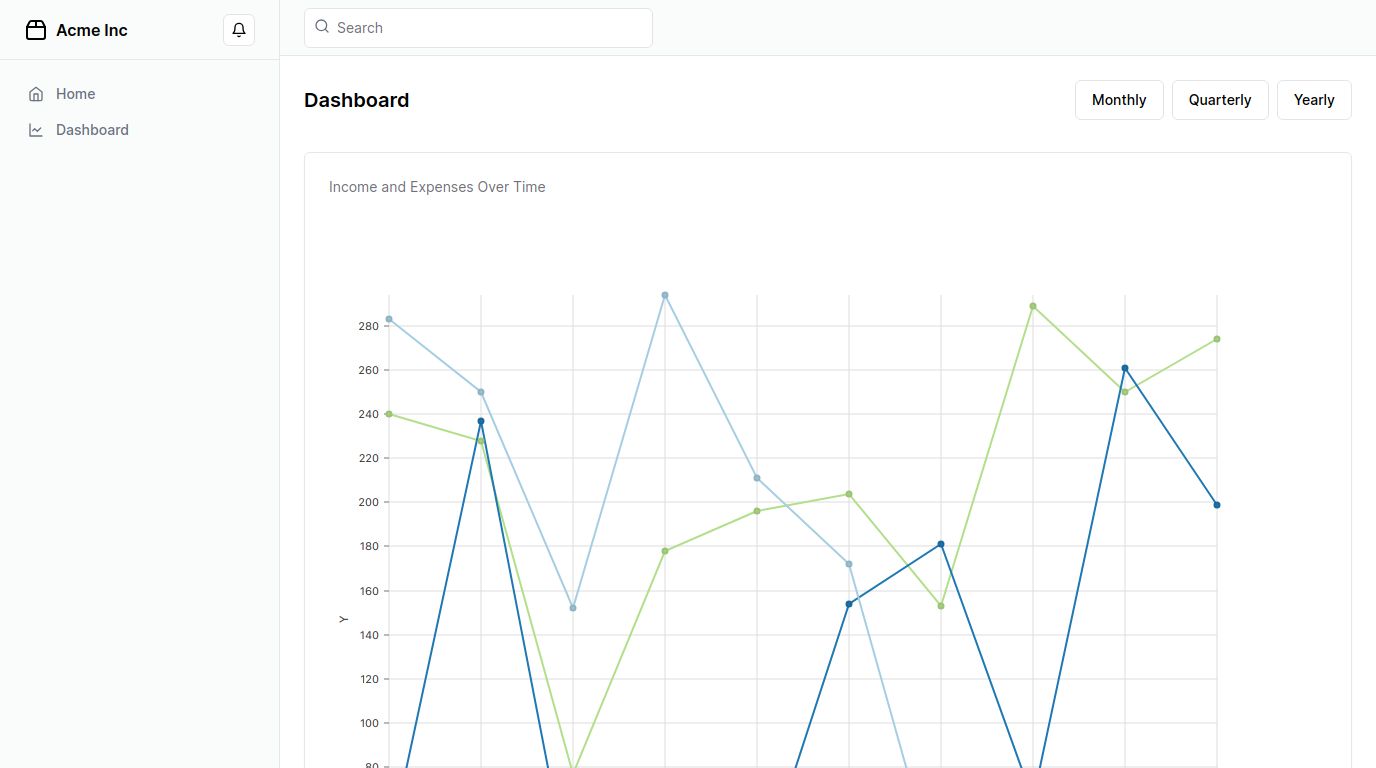 Acme Inc
Search
Home
Dashboard
Dashboard
Monthly
Quarterly
Yearly
Income and Expenses Over Time
280
260
240
220
200
180
160
Y
140
120
100
80